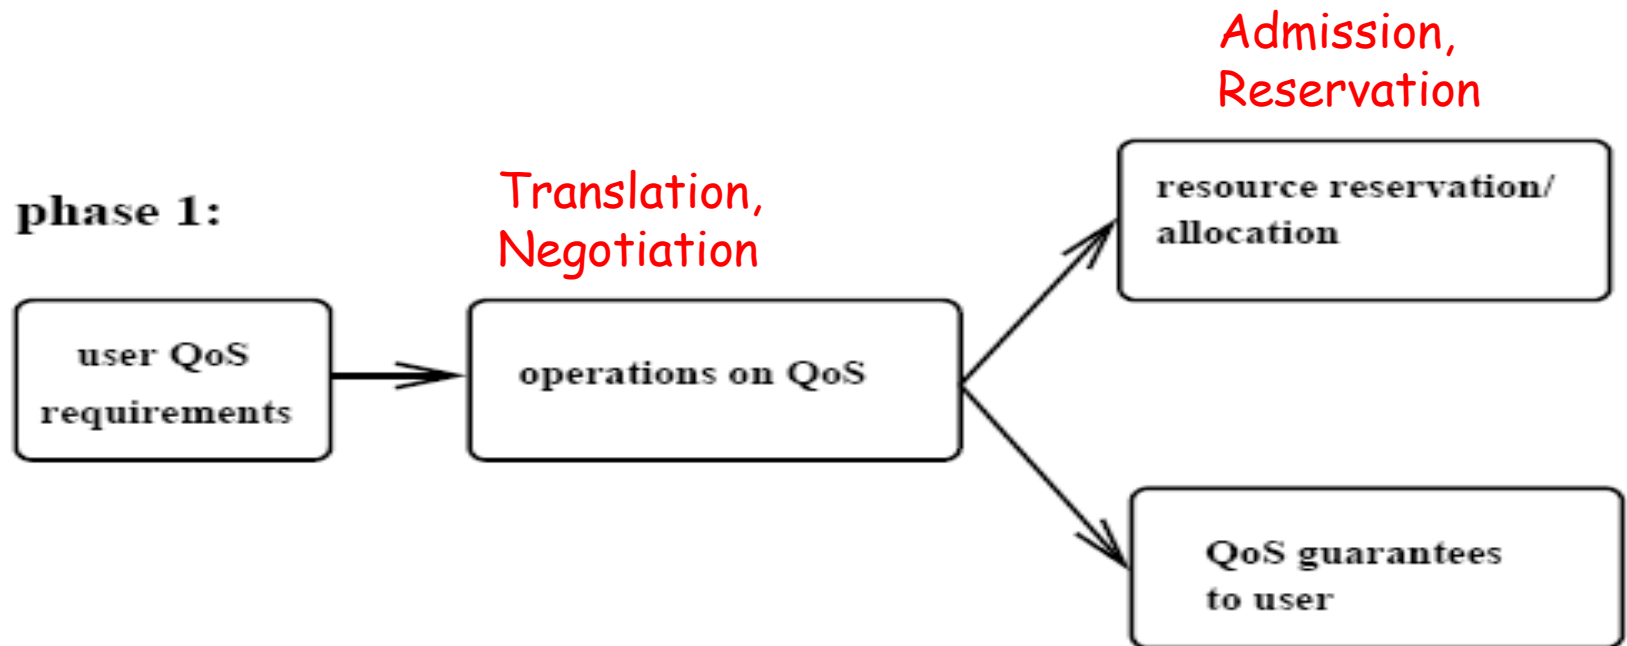 phase 1:
user QoS
requirements
Translation,
Negotiation
operations on QoS
Admission,
Reservation
resource reservation/
allocation
QoS guarantees
to user